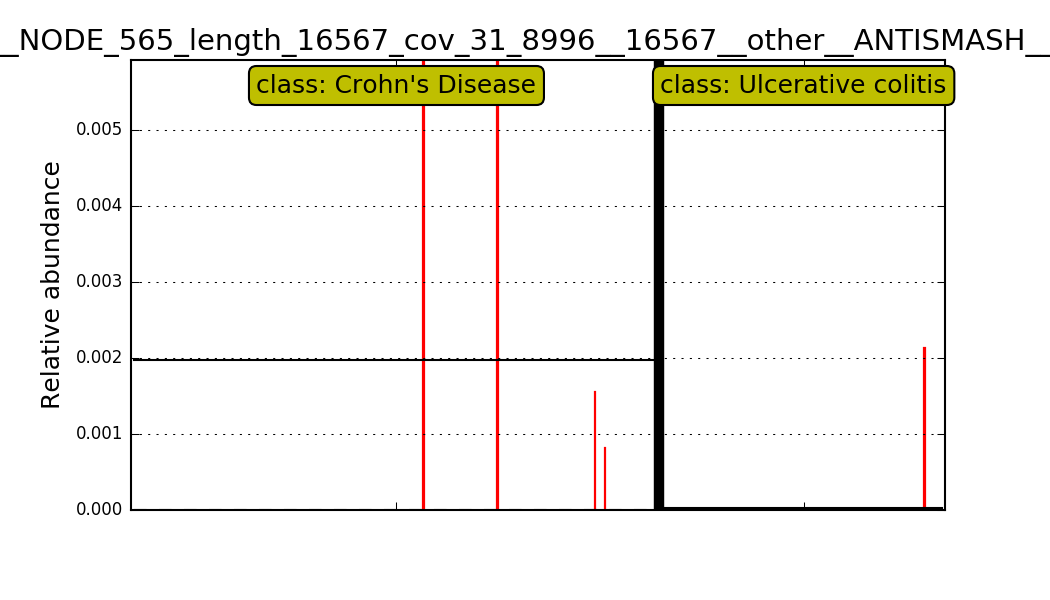 __NODE_565_length_16567_cov_31_8996__16567__other__ANTISMASH__
class: Crohn's Disease
class: Ulcerative colitis
Relative abundance
0.005
0.004
0.003
0.002
0.001
0.000